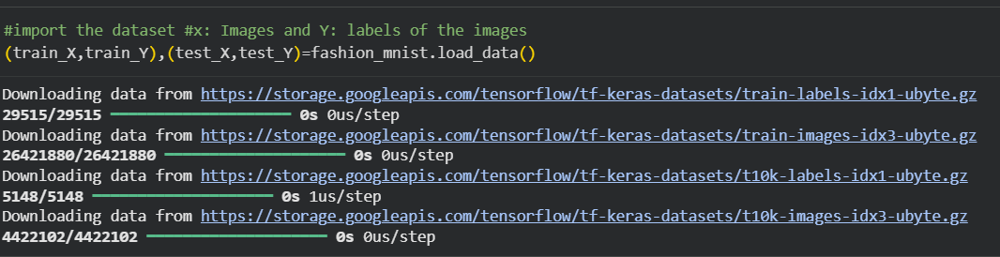 #import the dataset #x: Images and Y: labels of the images
(train_X,train_Y),(test_X,test_Y)=fashion_mnist.load_data()
Downloading data from https://storage.googleapis.com/tensorflow/tf-keras-datasets/train-labels-idx1-ubyte.gz
29515/29515 0s 0us/step
Downloading data from https://storage.googleapis.com/tensorflow/tf-keras-datasets/train-images-idx3-ubyte.gz
26421880/26421880 0s 0us/step
Downloading data from https://storage.googleapis.com/tensorflow/tf-keras-datasets/t10k-labels-idx1-ubyte.gz
5148/5148 0s 1us/step
Downloading data from https://storage.googleapis.com/tensorflow/tf-keras-datasets/t10k-images-idx3-ubyte.gz
4422102/4422102 0s 0us/step